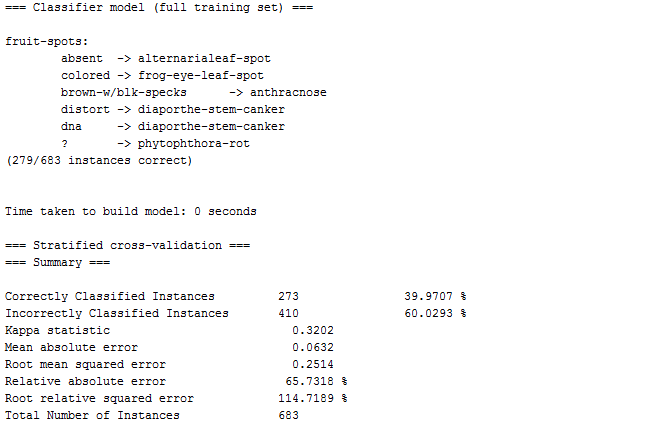 === Classifier model (full training set) ===
fruit-spots:
absent -> alternarialeaf-spot
colored -> frog-eye-leaf-spot
brown-w/blk-specks -> anthracnose
distort -> diaporthe-stem-canker
dna -> diaporthe-stem-canker
? -> phytophthora-rot
(279/683 instances correct)
Time taken to build model: 0 seconds
=== Stratified cross-validation ===
=== Summary ===
Correctly Classified Instances 273 39.9707 %
Incorrectly Classified Instances 410 60.0293 %
Kappa statistic 0.3202
Mean absolute error 0.0632
Root mean squared error 0.2514
Relative absolute error 65.7318 %
Root relative squared error 114.7189 %
Total Number of Instances 683